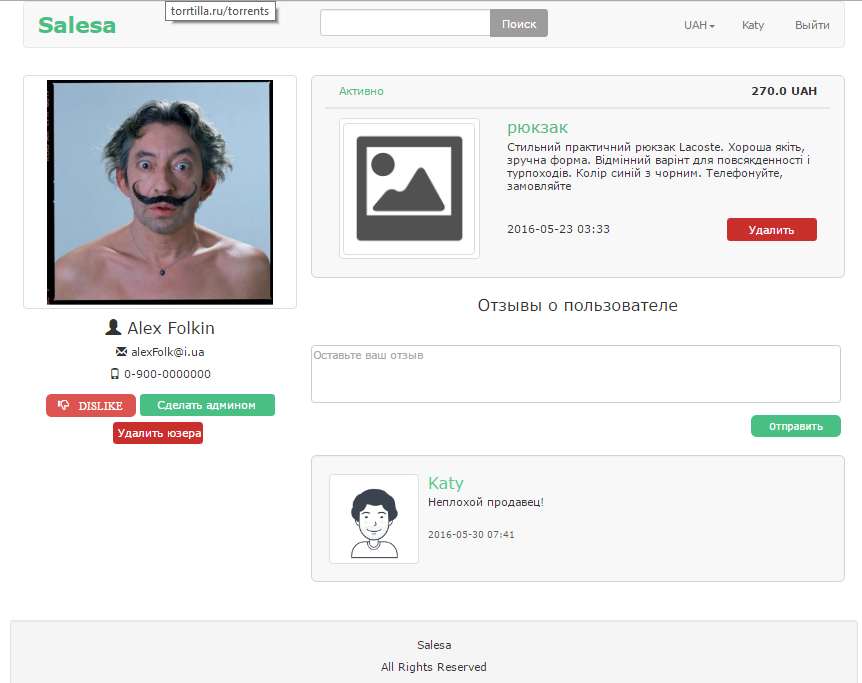 torrtilla.ru/torrents
Salesa
Поиск
UAH
Katy
Выйти
Alex Folkin
alexFolk@i.ua
0-900-0000000
DISLIKE
Сделать админом
Удалить юзера
Активно
270.0 UAH
рюкзак
Стильний практичний рюкзак Lacoste. Хороша якіть,
зручна форма. Відмінний варінт для повсякденності і
турпоходів. Колір синій з чорним. Телефонуйте,
замовляйте
2016-05-23 03:33
Удалить
Отзывы о пользователе
Оставьте ваш отзыв
Отправить
Katy
Неплохой продавец!
2016-05-30 07:41
Salesa
All Rights Reserved